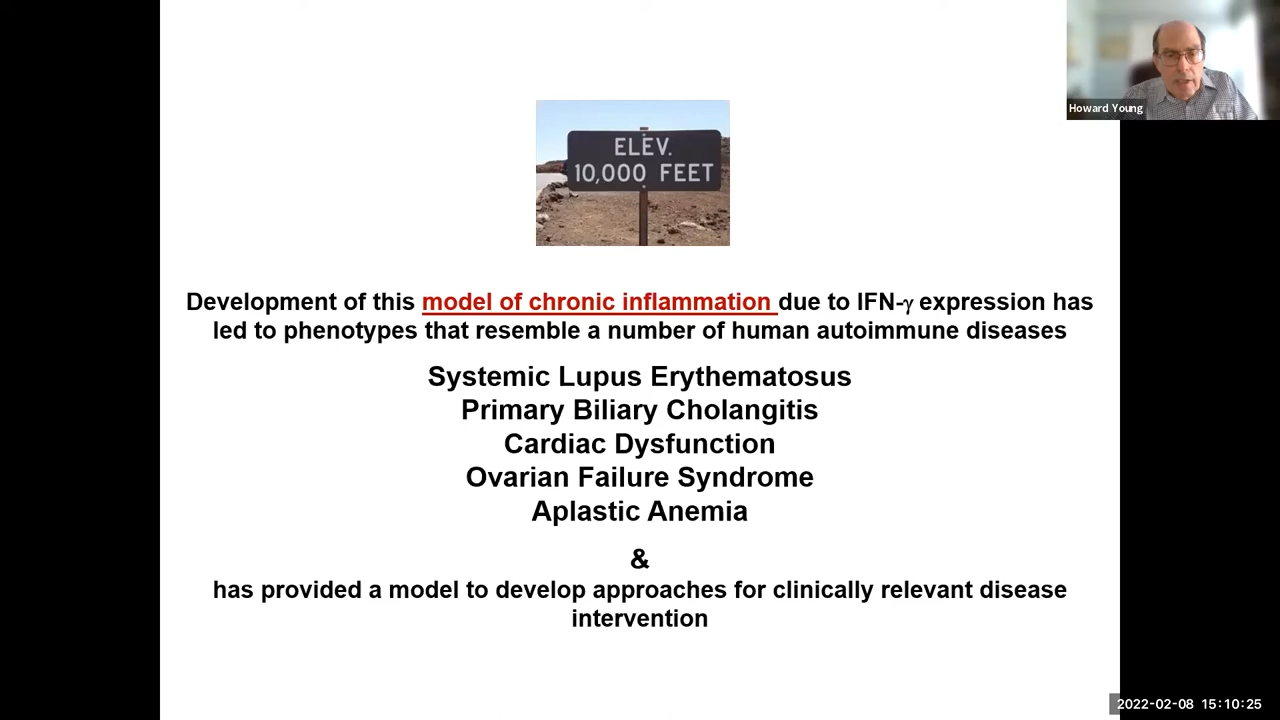 Howard Young
ELEV.
10,000 FEET
Development of this model of chronic inflammation due to IFN-γ expression has
led to phenotypes that resemble a number of human autoimmune diseases
Systemic Lupus Erythematosus
Primary Biliary Cholangitis
Cardiac Dysfunction
Ovarian Failure Syndrome
Aplastic Anemia
&
has provided a model to develop approaches for clinically relevant disease
intervention
2022-02-08 15:10:25